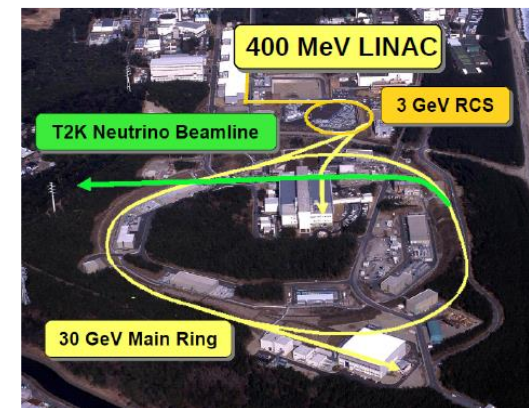 400 MeV LINAC
3 GeV RCS
T2K Neutrino Beamline
30 GeV Main Ring